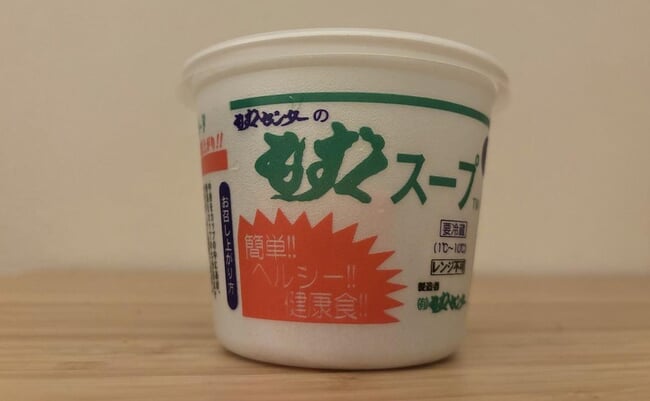 もずくセンターの
もずくスープ
TM
お召し上がり方
簡単!!
ヘルシー!!
健康食!!
要冷蔵
(1℃~10℃)
レンジ不可
製造者
もずくセンター